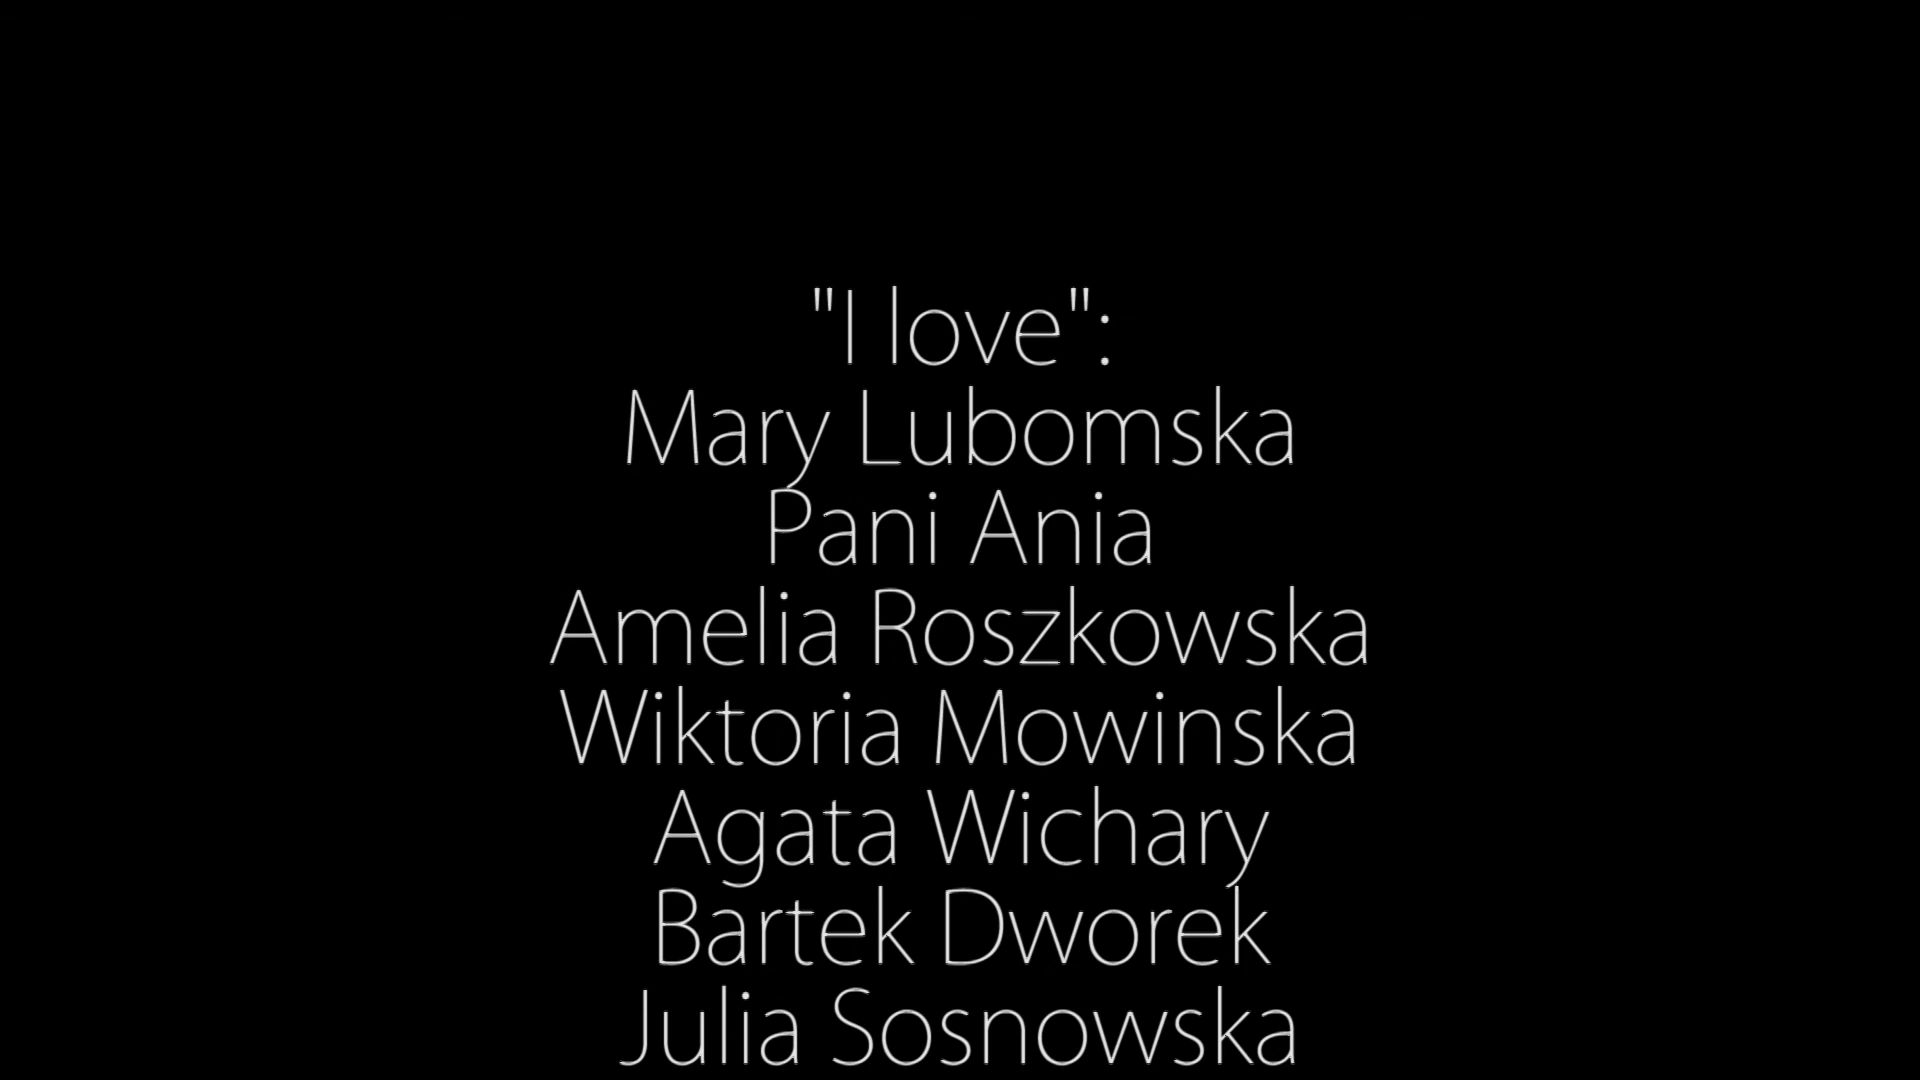 "I love":
Mary Lubomska
Pani Ania
Amelia Roszkowska
Wiktoria Mowinska
Agata Wichary
Bartek Dworek
Julia Sosnowska